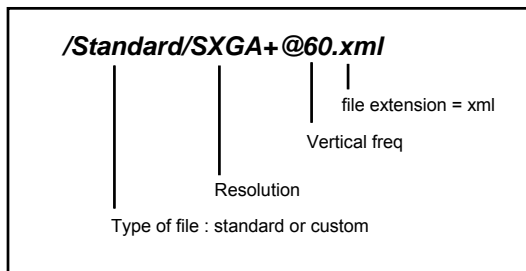 /Standard/SXGA+@60.xml
file extension = xml
Vertical freq
Resolution
Type of file : standard or custom